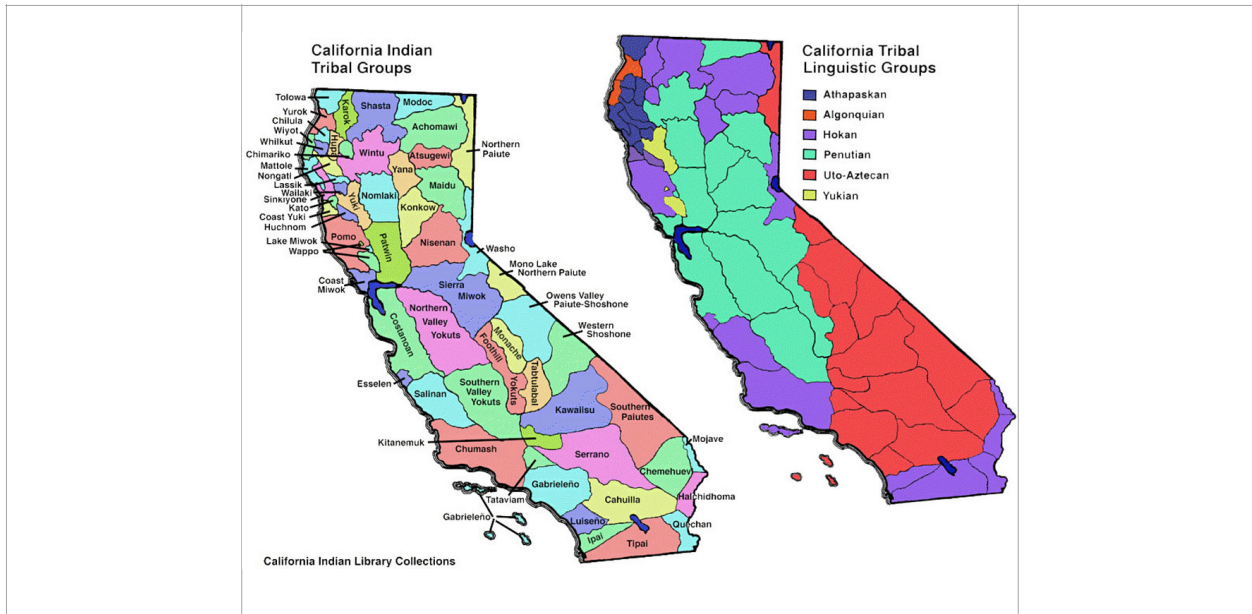 California Indian
Tribal Groups
Tolowa
Yurok
Chilula
Wiyot
Whilkut
Chimariko
Mattole
Nongatl
Lassik
Wailaki
Sinkiyone
Kato
Coast Yuki
Huchnom
Lake Miwok
Wappo
Coast
Miwok
Karok
Shasta
Modoc
Achomawi
Northern
Paiute
Hupa
Wintu
Atsugewi
Yana
Maidu
Yuki
Nomlaki
Konkow
Pomo
Patwin
Nisenan
Washo
Mono Lake
Northern Paiute
Sierra
Miwok
Owens Valley
Paiute-Shoshone
Western
Shoshone
Costanoan
Northern
Valley
Yokuts
Foothill
Yokuts
Monache
Tabtulabal
Esselen
Salinan
Southern
Valley
Yokuts
Kawaiisu
Southern
Paiutes
Kitanemuk
Chumash
Serrano
Mojave
Chemehuev
Tataviam
Gabrieleño
Cahuilla
Halchidhoma
Gabrieleño
Luiseño
Quechan
Ipai
Tipai
California Indian Library Collections
California Tribal
Linguistic Groups
Athapaskan
Algonquian
Hokan
Penutian
Uto-Aztecan
Yukian